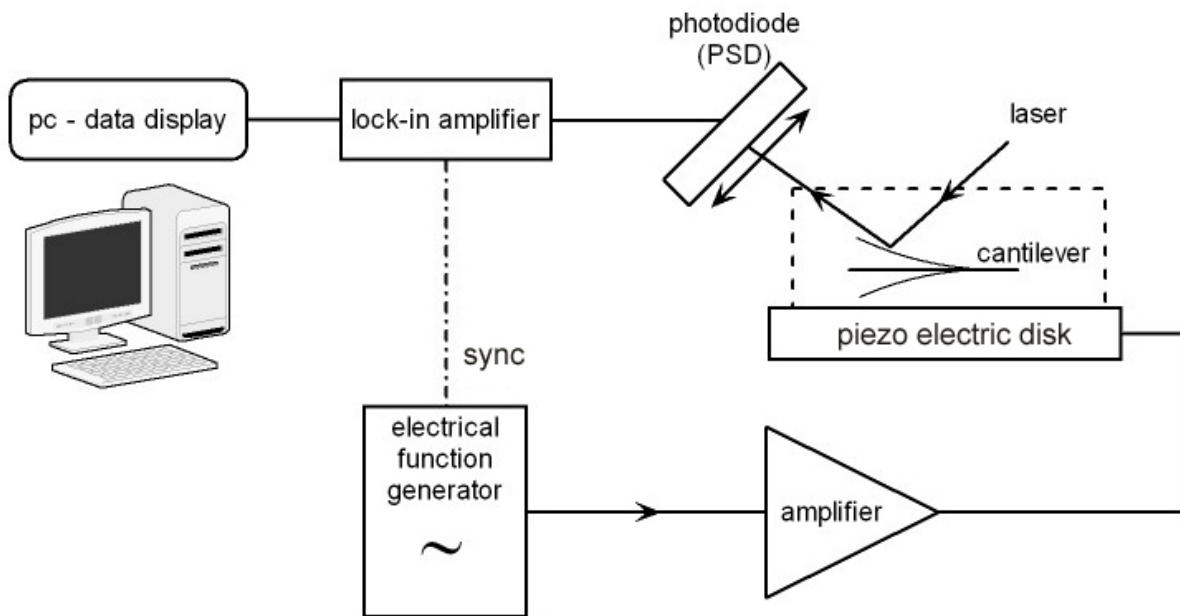 photodiode
(PSD)
pc - data display
lock-in amplifier
laser
cantilever
piezo electric disk
sync
electrical
function
generator
~
amplifier